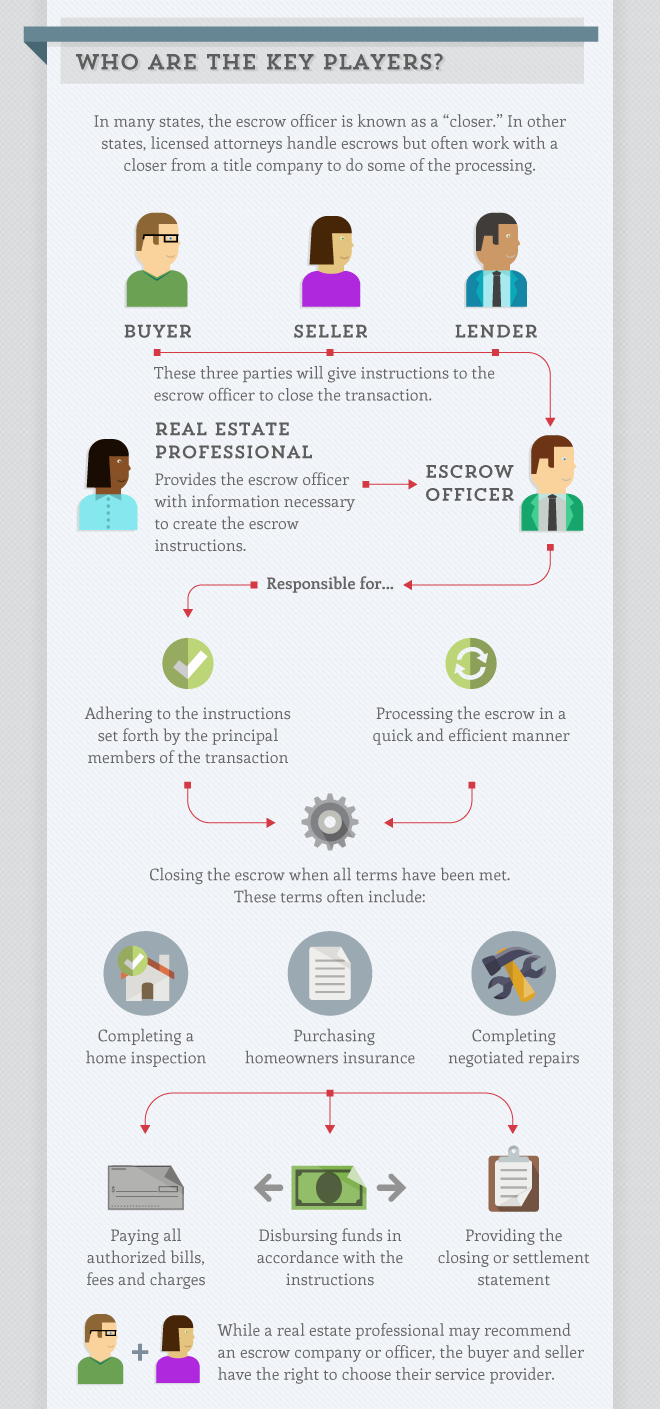 WHO ARE THE KEY PLAYERS?
In many states, the escrow officer is known as a “closer.” In other
states, licensed attorneys handle escrows but often work with a
closer from a title company to do some of the processing.
BUYER
SELLER
LENDER
These three parties will give instructions to the
escrow officer to close the transaction.
REAL ESTATE
PROFESSIONAL
Provides the escrow officer
with information necessary
to create the escrow
instructions.
ESCROW
OFFICER
Responsible for...
Adhering to the instructions
set forth by the principal
members of the transaction
Processing the escrow in a
quick and efficient manner
Closing the escrow when all terms have been met.
These terms often include:
Completing a
home inspection
Purchasing
homeowners insurance
Completing
negotiated repairs
$
Paying all
authorized bills,
fees and charges
Disbursing funds in
accordance with the
instructions
Providing the
closing or settlement
statement
While a real estate professional may recommend
an escrow company or officer, the buyer and seller
have the right to choose their service provider.